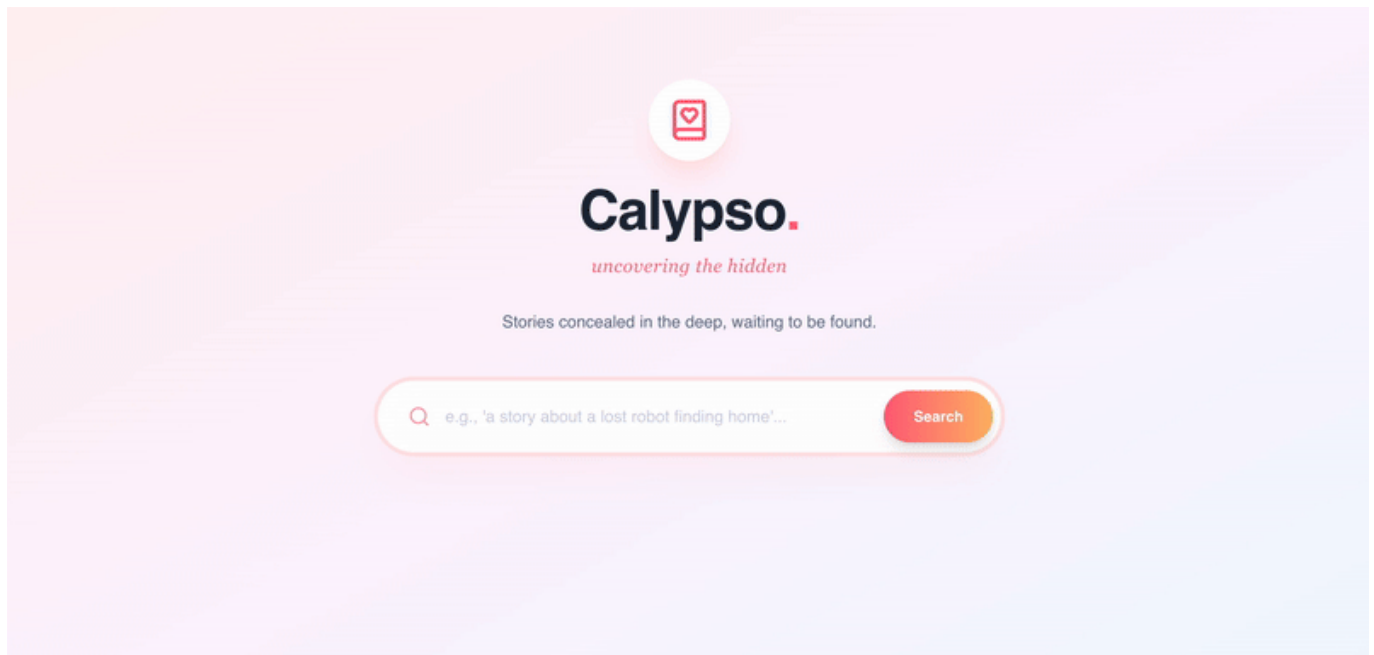 Calypso.
uncovering the hidden
Stories concealed in the deep, waiting to be found.
e.g., 'a story about a lost robot finding home'...
Search